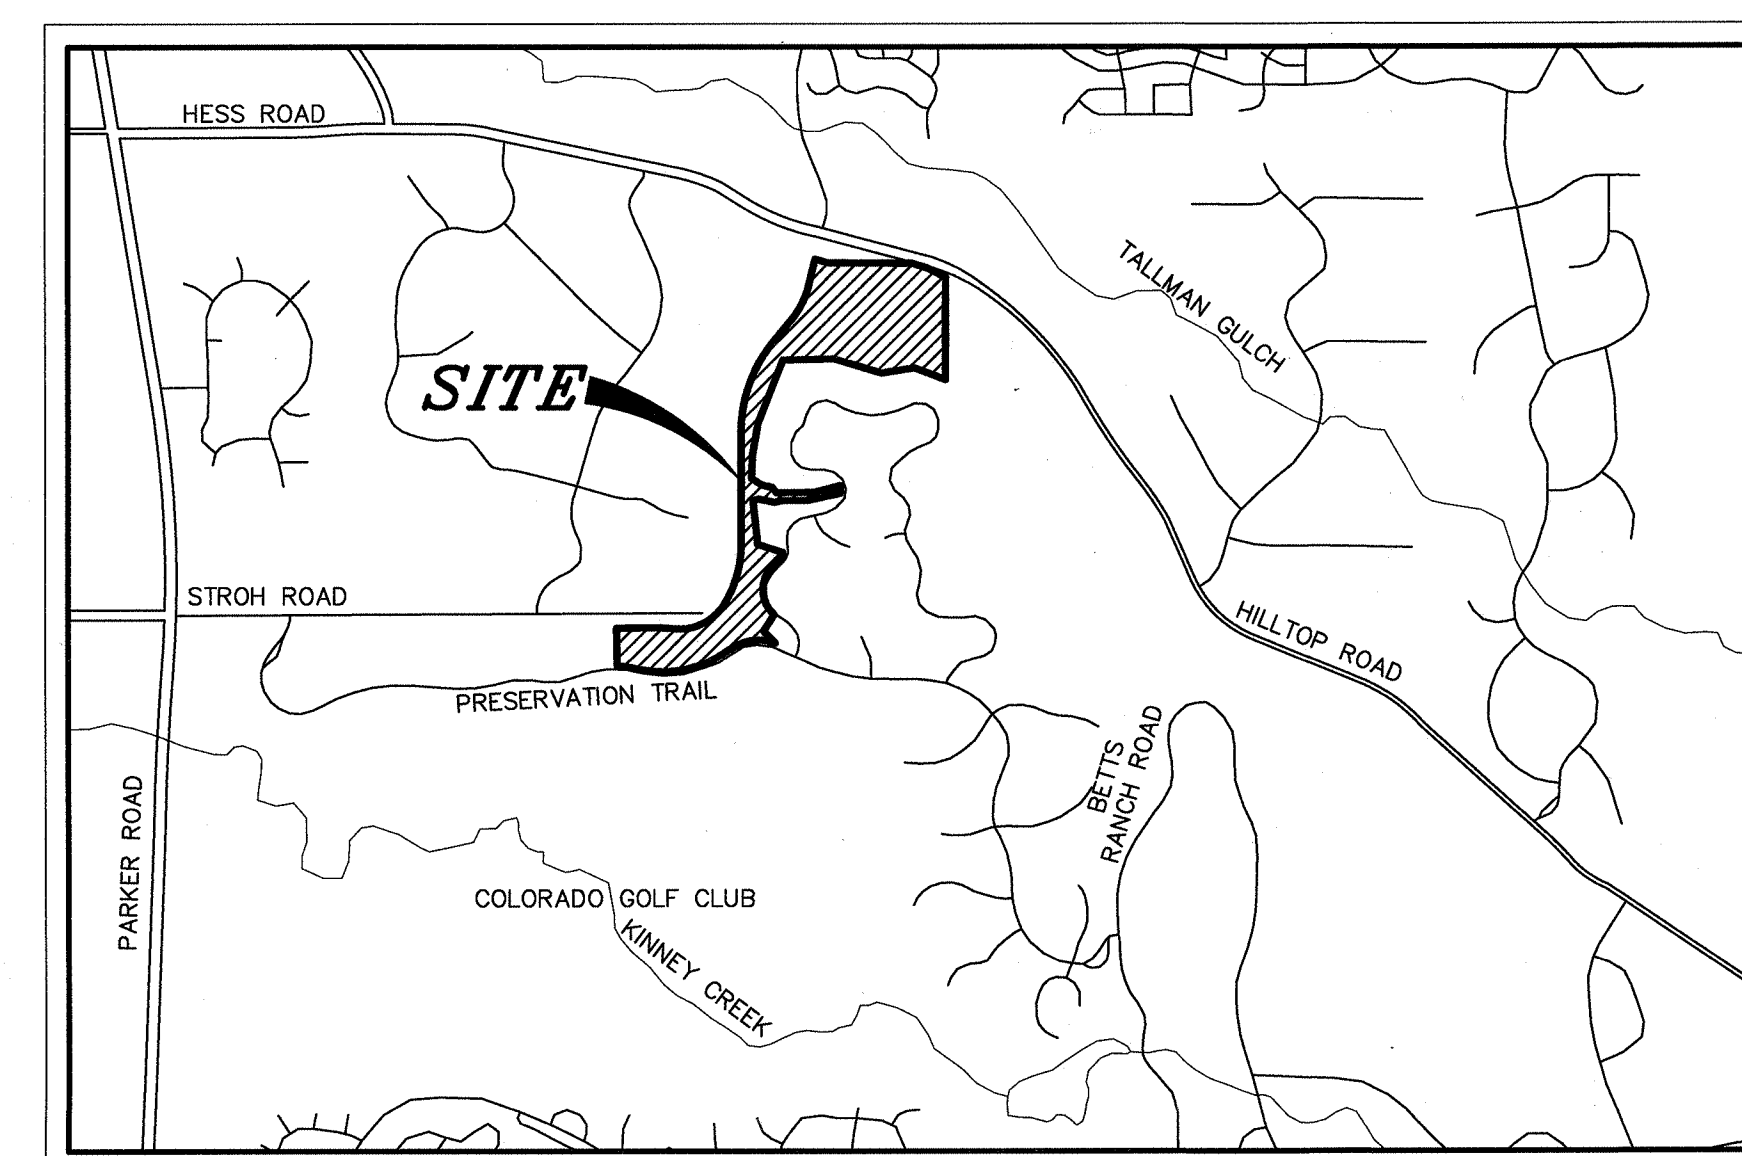 HESS ROAD
TALLMAN GULCH
SITE
STROH ROAD
HILLTOP ROAD
PRESERVATION TRAIL
BETTS
RANCH ROAD
PARKER ROAD
COLORADO GOLF CLUB
KINNEY CREEK